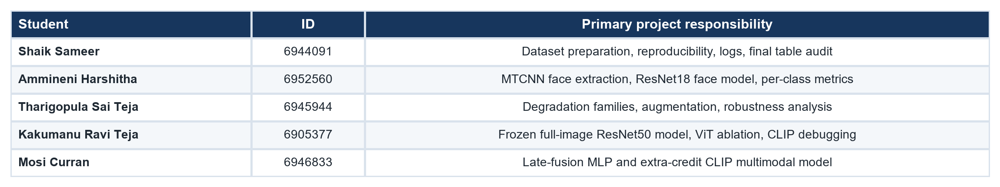 Student ID Primary project responsibility
Shaik Sameer 6944091 Dataset preparation, reproducibility, logs, final table audit
Ammineni Harshitha 6952560 MTCNN face extraction, ResNet18 face model, per-class metrics
Tharigopula Sai Teja 6945944 Degradation families, augmentation, robustness analysis
Kakumanu Ravi Teja 6905377 Frozen full-image ResNet50 model, ViT ablation, CLIP debugging
Mosi Curran 6946833 Late-fusion MLP and extra-credit CLIP multimodal model